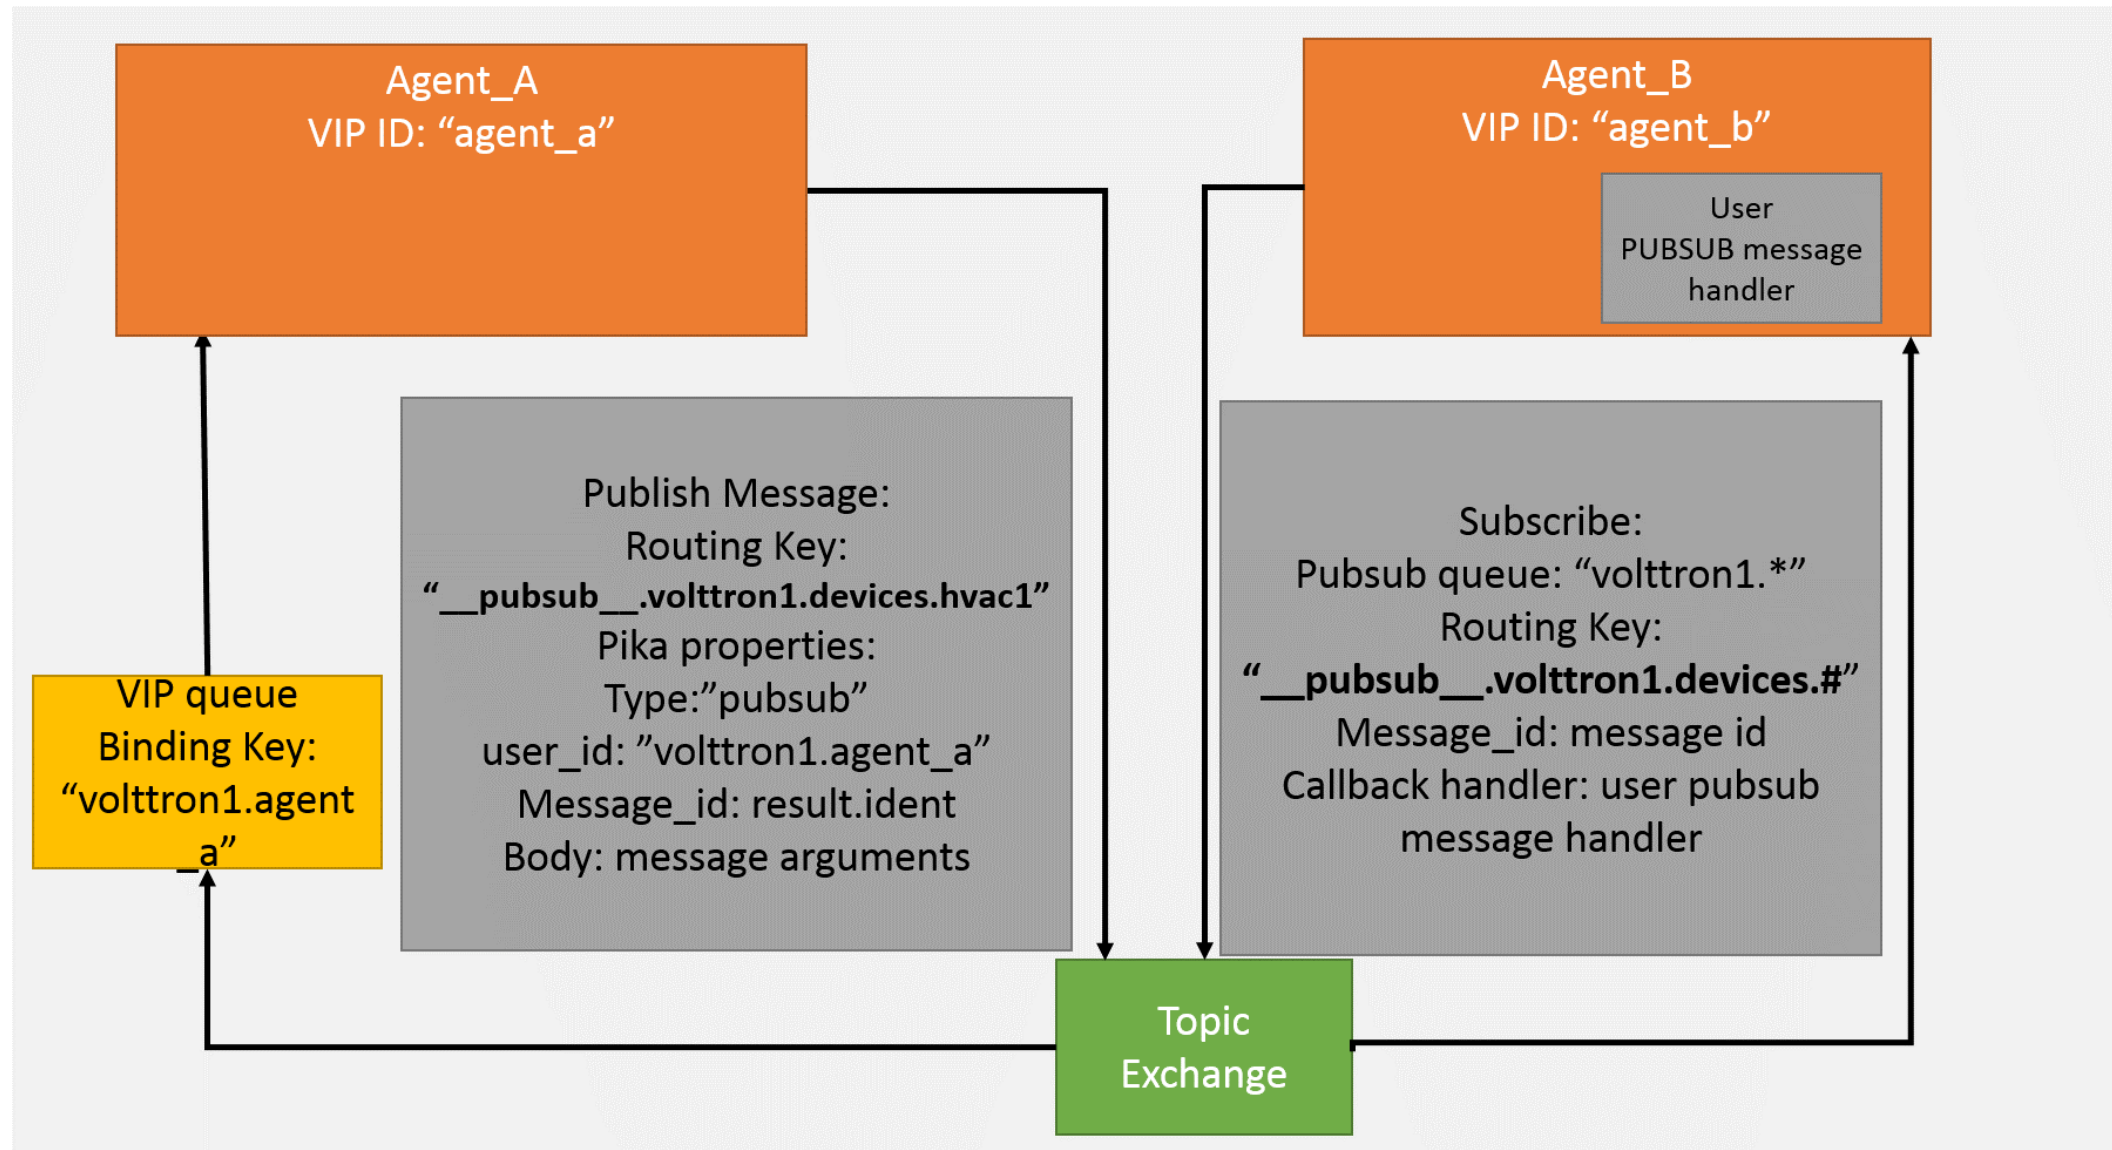 Agent_A
VIP ID: “agent_a”
Agent_B
VIP ID: “agent_b”
User
PUBSUB message
handler
Publish Message:
Routing Key:
“__pubsub__.volttron1.devices.hvac1”
Pika properties:
Type:”pubsub”
user_id: ”volttron1.agent_a”
Message_id: result.ident
Body: message arguments
Subscribe:
Pubsub queue: “volttron1.*”
Routing Key:
“__pubsub__.volttron1.devices.#”
Message_id: message id
Callback handler: user pubsub
message handler
VIP queue
Binding Key:
“volttron1.agent
_a”
Topic
Exchange